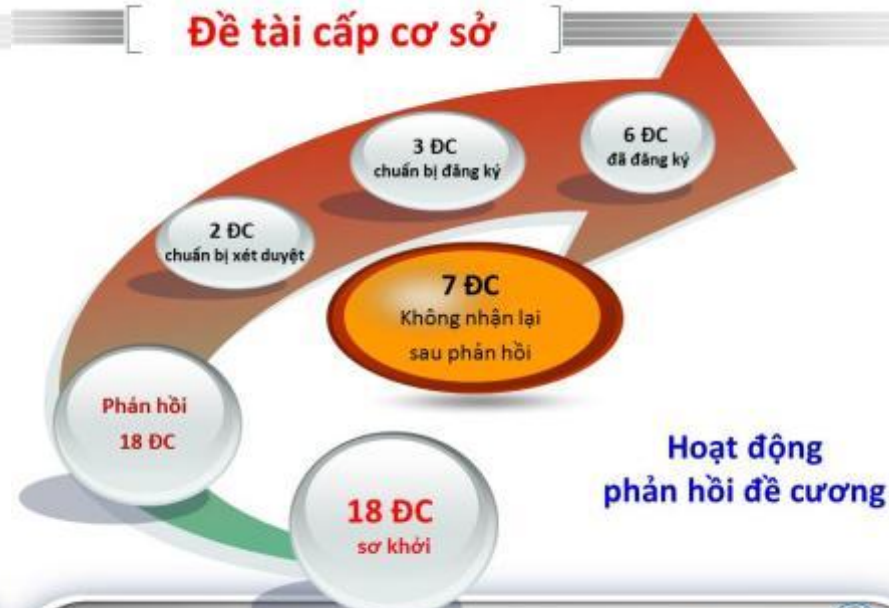 Đề tài cấp cơ sở
6 ĐC
đã đăng ký
3 ĐC
chuẩn bị đăng ký
2 ĐC
chuẩn bị xét duyệt
7 ĐC
Không nhận lại
sau phản hồi
Phản hồi
18 ĐC
Hoạt động
phản hồi đề cương
18 ĐC
sơ khởi